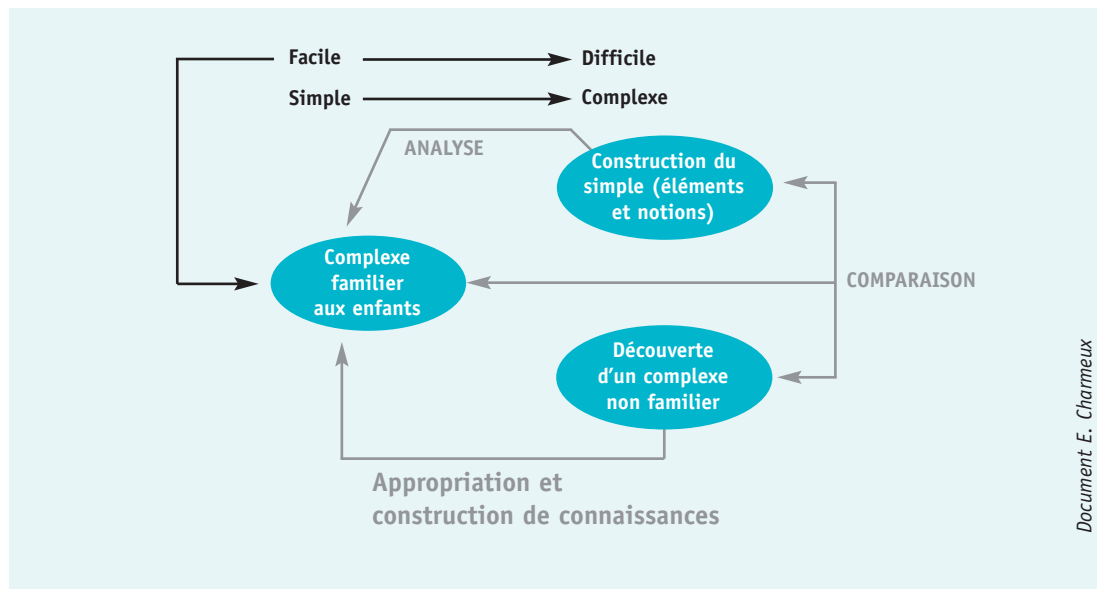 Facile Difficile
Simple Complexe
ANALYSE
Construction du
simple (éléments
et notions)
Complexe
familier
aux enfants
COMPARAISON
Découverte
d'un complexe
non familier
Appropriation et
construction de connaissances
Document E. Charmeux